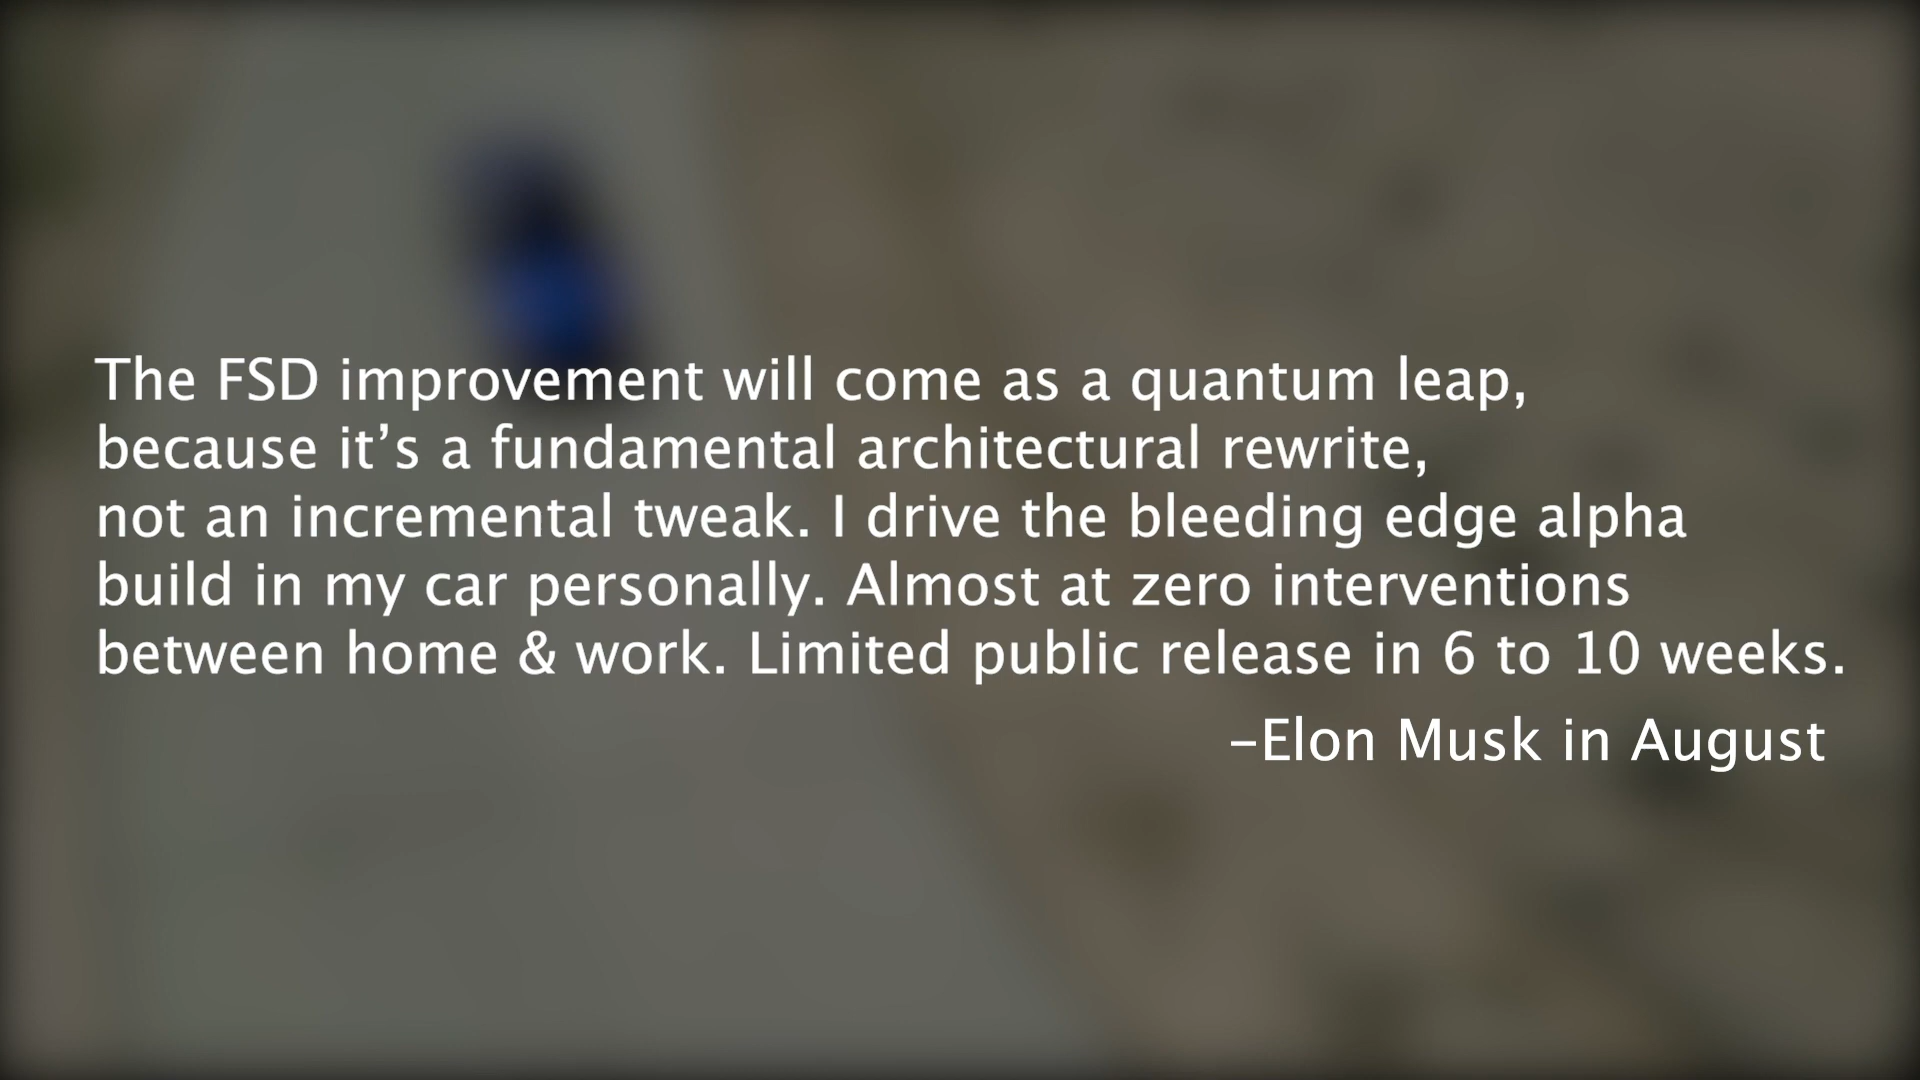 The FSD improvement will come as a quantum leap,
because it’s a fundamental architectural rewrite,
not an incremental tweak. I drive the bleeding edge alpha
build in my car personally. Almost at zero interventions
between home & work. Limited public release in 6 to 10 weeks.
–Elon Musk in August